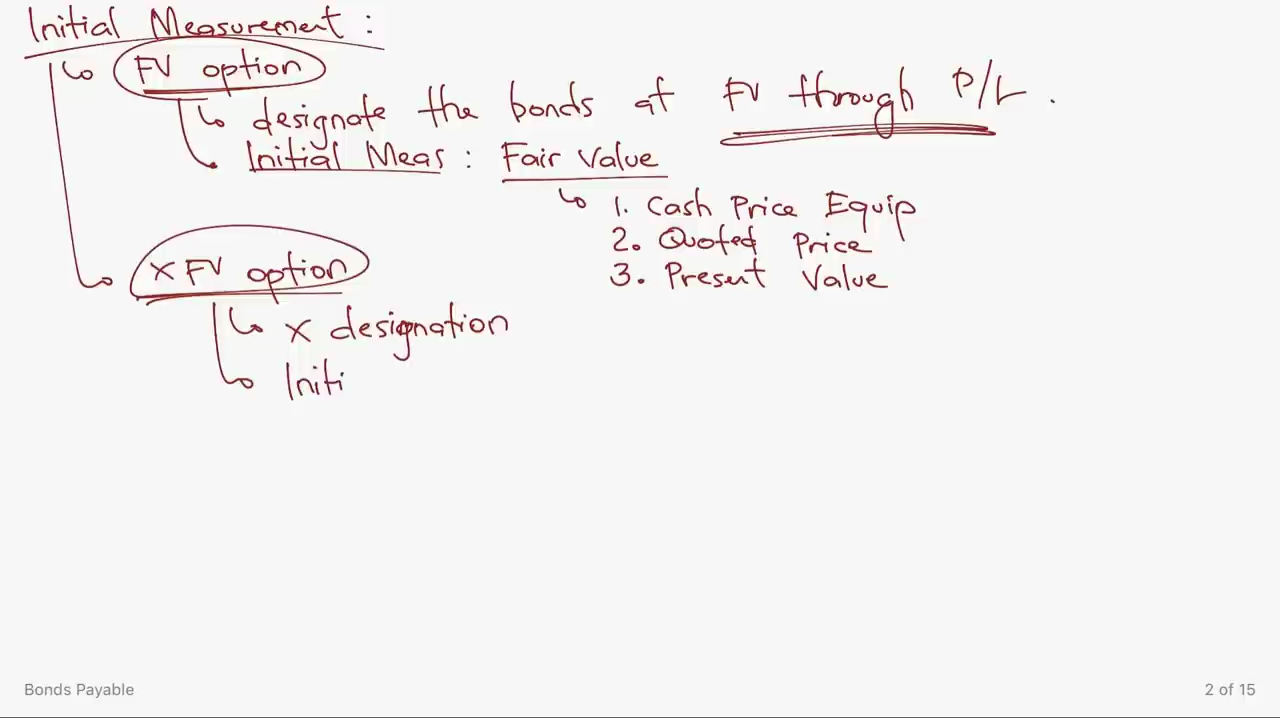 Initial Measurement :
FV option
designate the bonds at FV through P/L .
Initial Meas : Fair Value
1. Cash Price Equip
2. Quoted Price
3. Present Value
x FV option
x designation
Initi
Bonds Payable
2 of 15